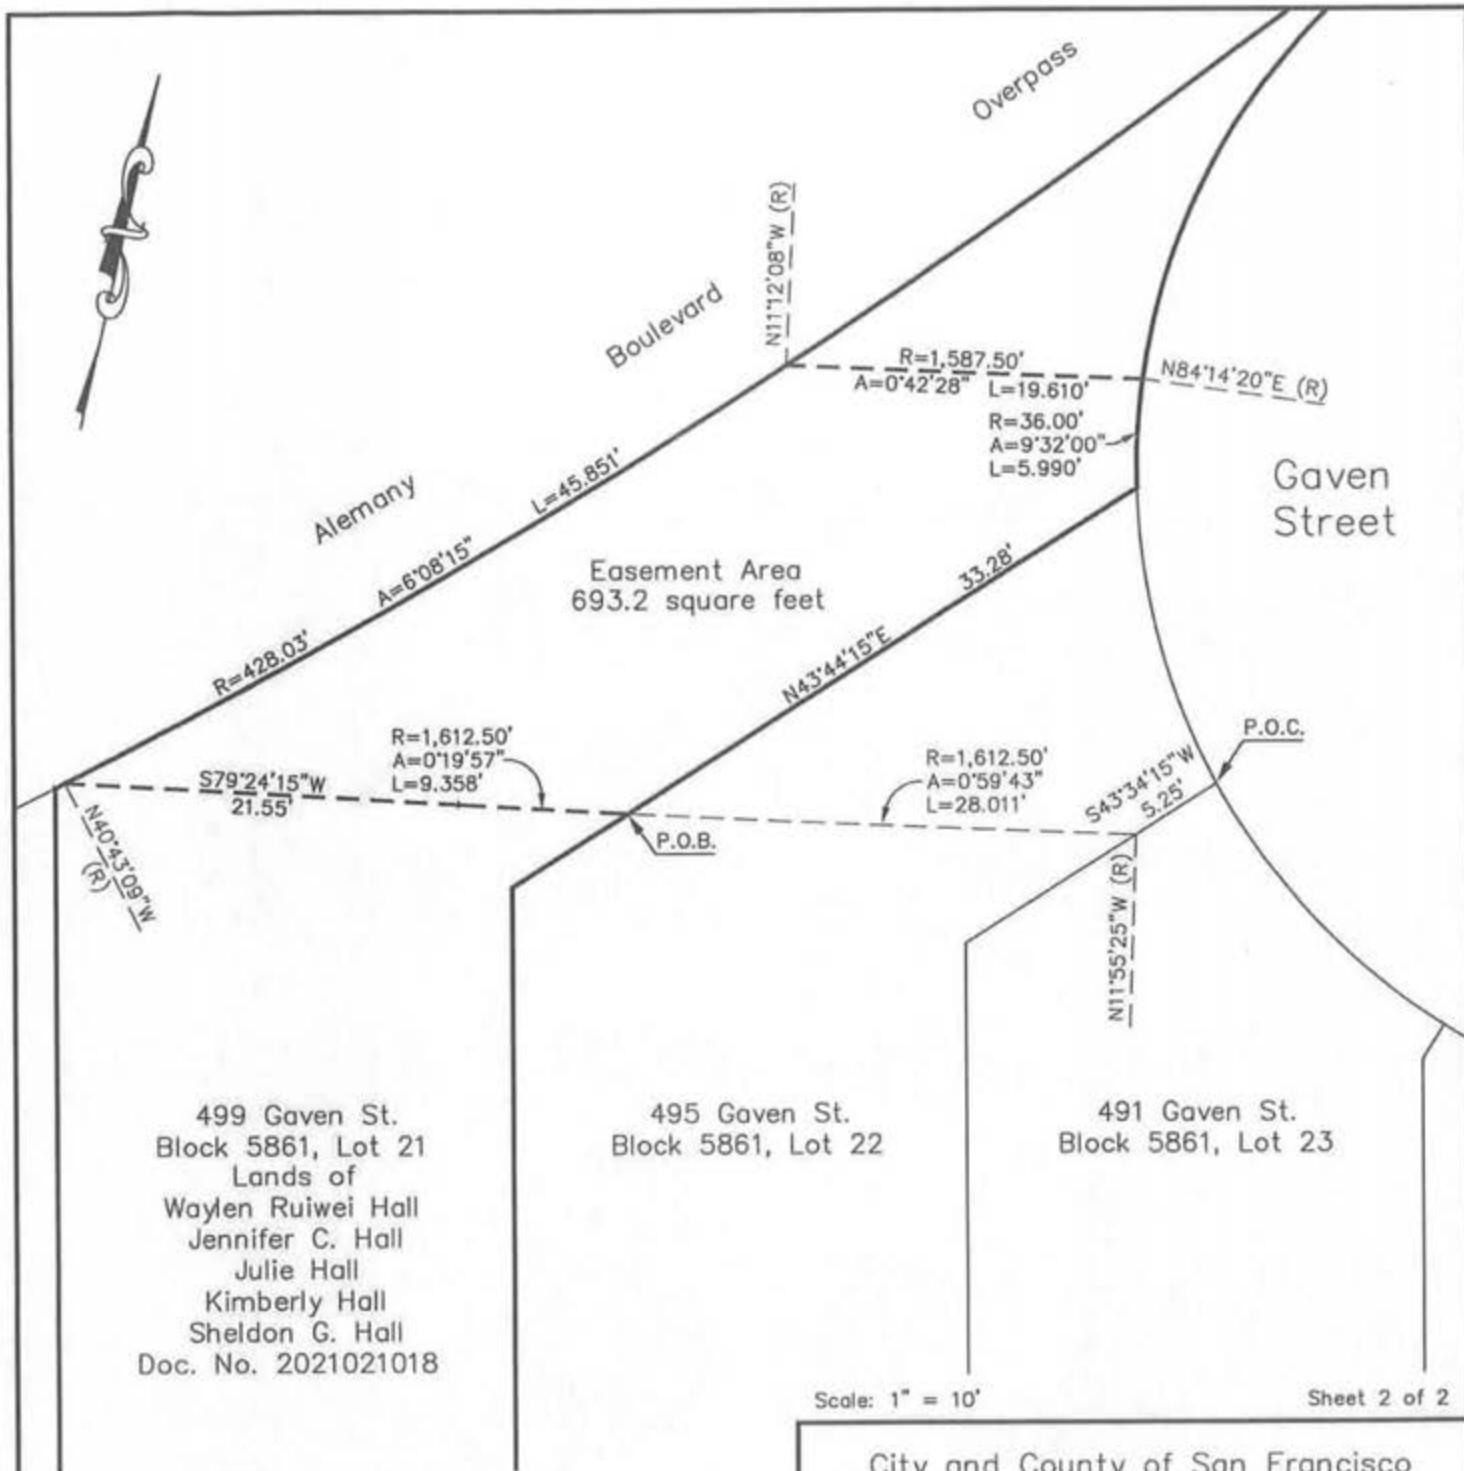 Overpass
N11°12'08"W (R)
Boulevard
R=1,587.50'
A=0°42'28" L=19.610'
N84°14'20"E (R)
R=36.00'
A=9°32'00"
L=5.990'
Gaven
Street
Alemany
L=45.851'
A=6°08'15"
R=428.03'
Easement Area
693.2 square feet
33.28'
N43°44'15"E
P.O.C.
R=1,612.50'
A=0°19'57"
L=9.358'
S79°24'15"W
21.55'
R=1,612.50'
A=0°59'43"
L=28.011'
S43°34'15"W
5.25'
P.O.B.
N40°43'09"W
(R)
N11°55'25"W (R)
499 Gaven St.
Block 5861, Lot 21
Lands of
Waylen Ruiwei Hall
Jennifer C. Hall
Julie Hall
Kimberly Hall
Sheldon G. Hall
Doc. No. 2021021018
495 Gaven St.
Block 5861, Lot 22
491 Gaven St.
Block 5861, Lot 23
Scale: 1" = 10'
Sheet 2 of 2
City and County of San Francisco